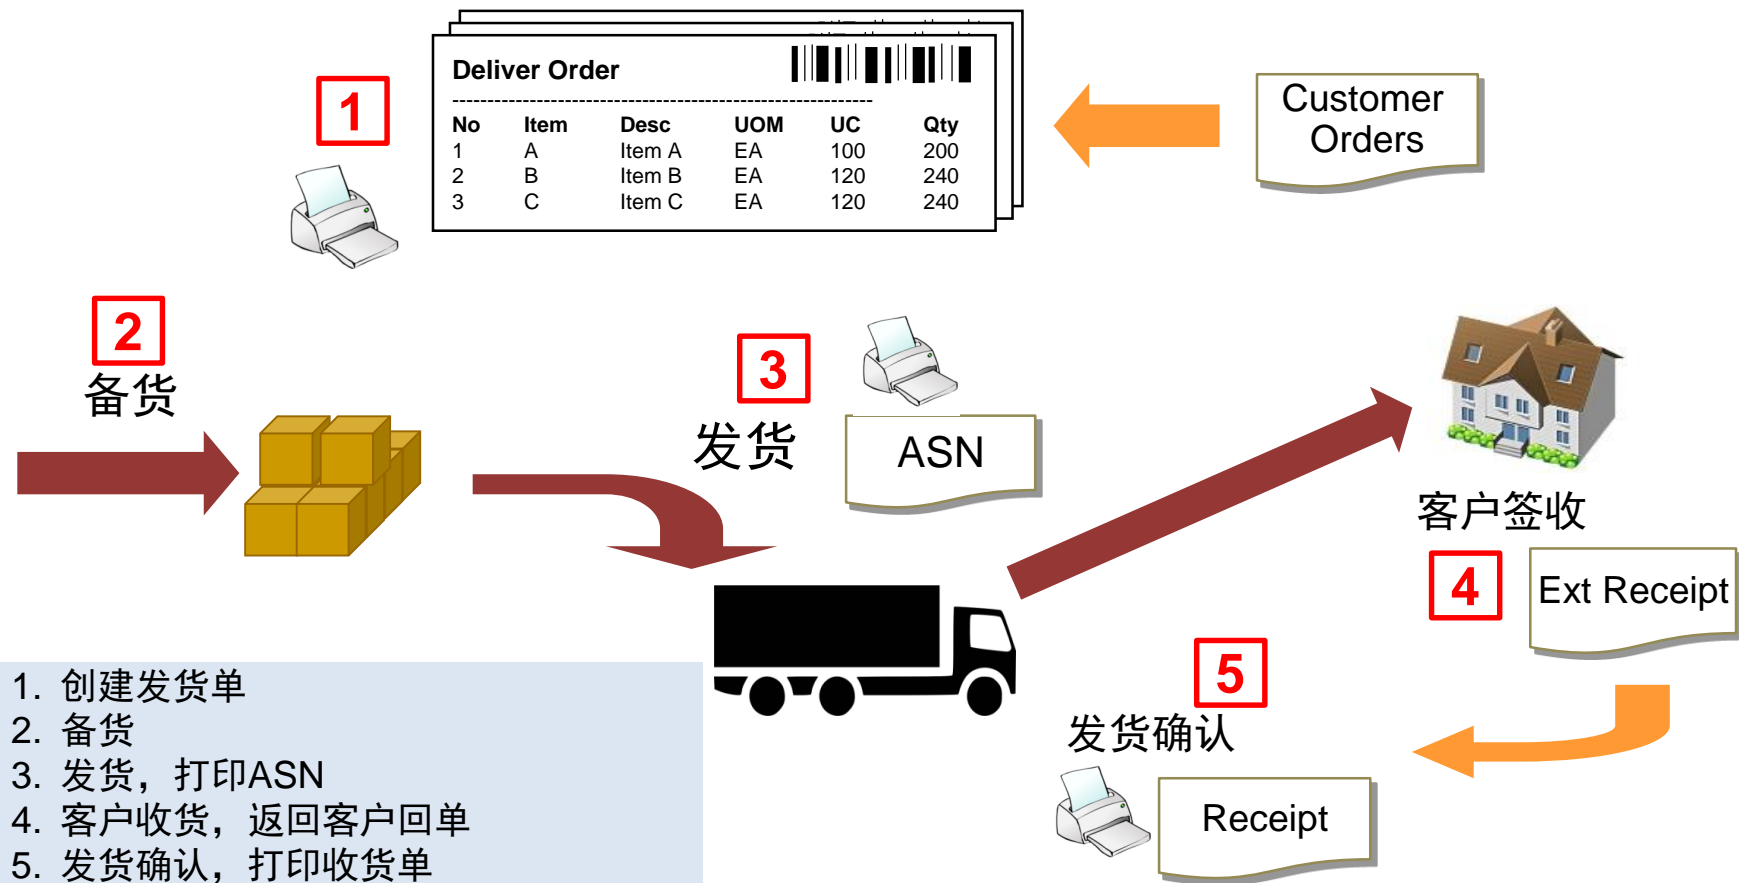 Deliver Order
--------------------------------------------------------------
No Item Desc UOM UC Qty
1 A Item A EA 100 200
2 B Item B EA 120 240
3 C Item C EA 120 240
1
Customer
Orders
2
备货
3
发货
ASN
客户签收
4
Ext Receipt
5
发货确认
Receipt
1. 创建发货单
2. 备货
3. 发货，打印ASN
4. 客户收货，返回客户回单
5. 发货确认，打印收货单